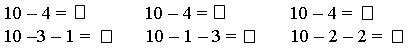 10 – 4 = □ 10 – 4 = □ 10 – 4 = □
10 –3 – 1 = □ 10 – 1 – 3 = □ 10 – 2 – 2 = □